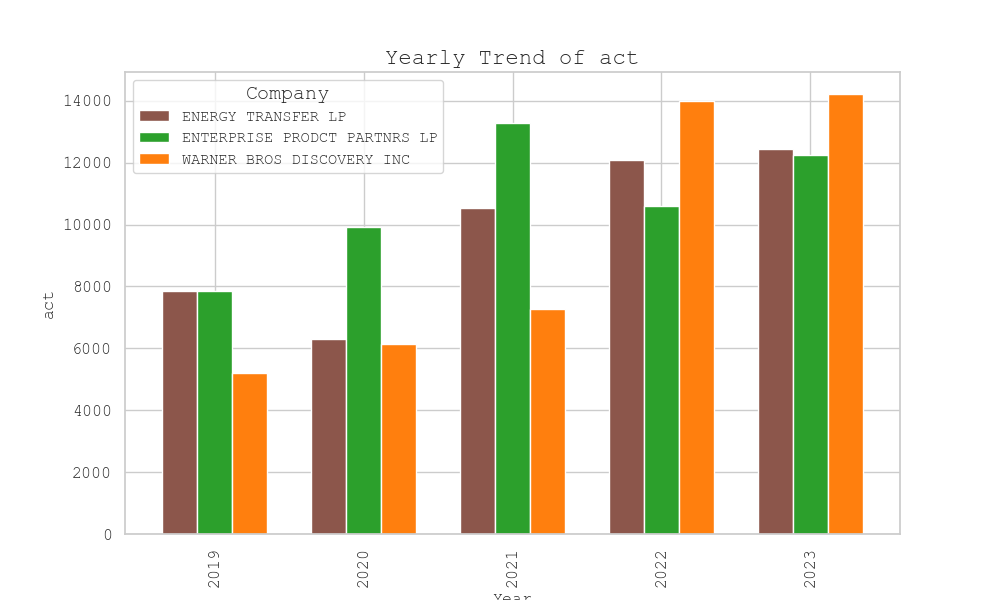 Yearly Trend of act
Company
ENERGY TRANSFER LP
ENTERPRISE PRODCT PARTNRS LP
WARNER BROS DISCOVERY INC
14000
12000
10000
8000
6000
4000
2000
0
act
2019
2020
2021
2022
2023
Year